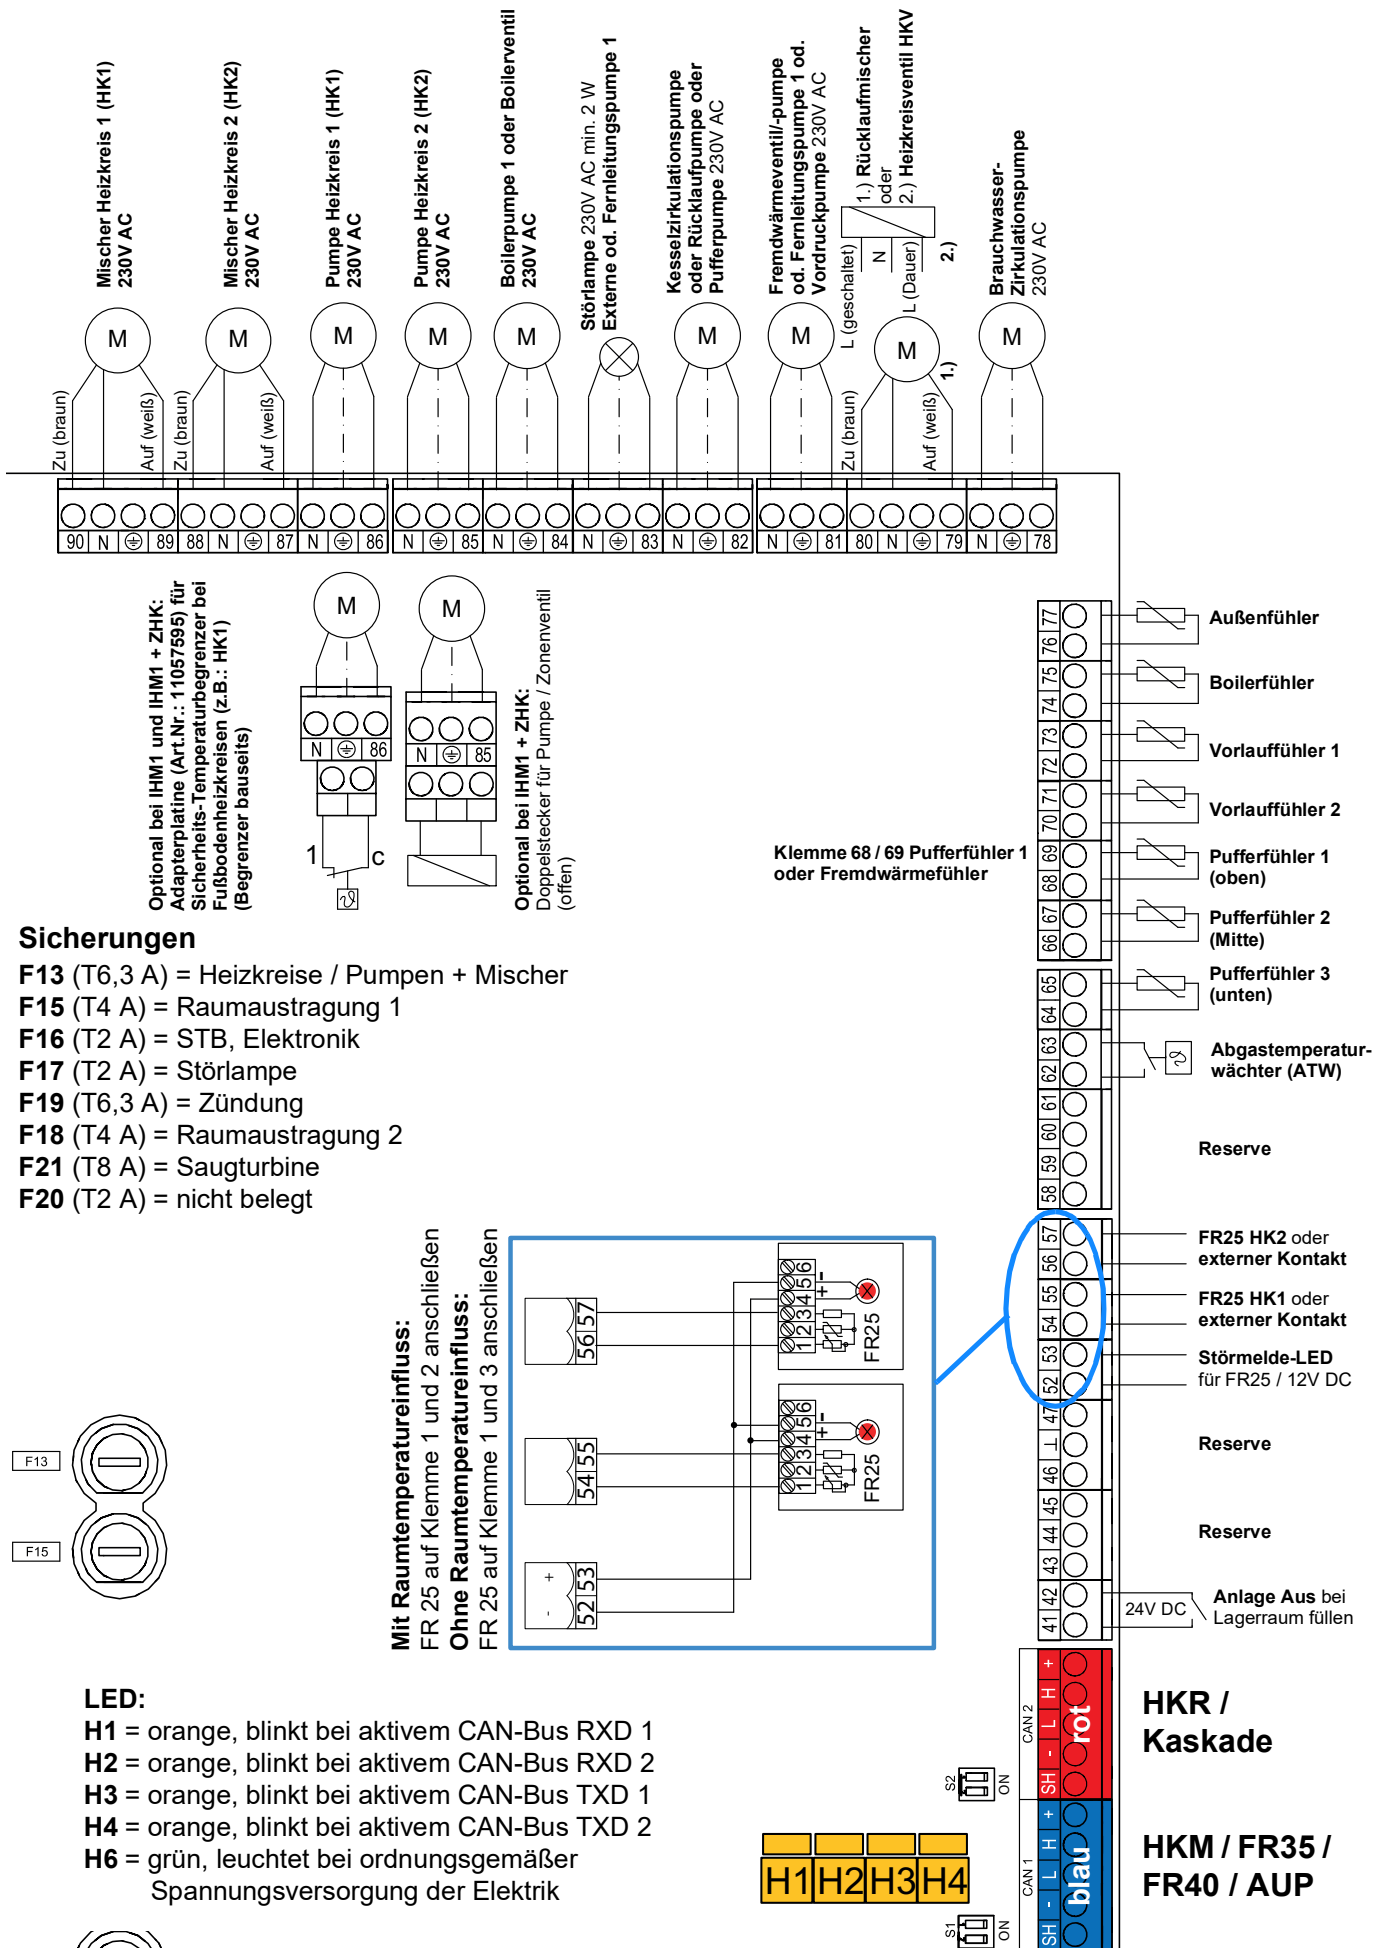 Mischer Heizkreis 1 (HK1)
230V AC
Mischer Heizkreis 2 (HK2)
230V AC
Pumpe Heizkreis 1 (HK1)
230V AC
Pumpe Heizkreis 2 (HK2)
230V AC
Boilerpumpe 1 oder Boilerventil
230V AC
Störlampe 230V AC min. 2 W
Externe od. Fernleitungspumpe 1
Kesselzirkulationspumpe
oder Rücklaufpumpe oder
Pufferpumpe 230V AC
Fremdwärmeventil/-pumpe
od. Fernleitungspumpe 1 od.
Vordruckpumpe 230V AC
1.) Rücklaufmischer
oder
2.) Heizkreisventil HKV
L (geschaltet)
N
L (Dauer)
2.)
1.)
Brauchwasser-
Zirkulationspumpe
230V AC
M M M M M M M M M
Zu (braun)
Auf (weiß)
Zu (braun)
Auf (weiß)
Zu (braun)
Auf (weiß)
90 N 89 88 N 87 N 86 N 85 N 84 N 83 N 82 N 81 80 N 79 N 78
Optional bei IHM1 und IHM1 + ZHK:
Adapterplatine (Art.Nr.: 11057595) für
Sicherheits-Temperaturbegrenzer bei
Fußbodenheizkreisen (z.B.: HK1)
(Begrenzer bauseits)
M
N 86
1 C
ϑ
M
N 85
Optional bei IHM1 + ZHK:
Doppelstecker für Pumpe / Zonenventil
(offen)
77
76
Außenfühler
75
74
Boilerfühler
73
72
Vorlauffühler 1
71
70
Vorlauffühler 2
Klemme 68 / 69 Pufferfühler 1
oder Fremdwärmefühler
69
68
Pufferfühler 1
(oben)
67
66
Pufferfühler 2
(Mitte)
65
64
Pufferfühler 3
(unten)
63
62
ϑ
Abgastemperatur-
wächter (ATW)
61
60
59
58
Reserve
57
56
FR25 HK2 oder
externer Kontakt
55
54
FR25 HK1 oder
externer Kontakt
53
52
Störmelde-LED
für FR25 / 12V DC
47
⊥
46
Reserve
45
44
43
Reserve
42
41
24V DC
Anlage Aus bei
Lagerraum füllen
Sicherungen
F13 (T6,3 A) = Heizkreise / Pumpen + Mischer
F15 (T4 A) = Raumaustragung 1
F16 (T2 A) = STB, Elektronik
F17 (T2 A) = Störlampe
F19 (T6,3 A) = Zündung
F18 (T4 A) = Raumaustragung 2
F21 (T8 A) = Saugturbine
F20 (T2 A) = nicht belegt
Mit Raumtemperatureinfluss:
FR 25 auf Klemme 1 und 2 anschließen
Ohne Raumtemperatureinfluss:
FR 25 auf Klemme 1 und 3 anschließen
56 57
1 2 3 4 5 6
+ -
FR25
54 55
1 2 3 4 5 6
+ -
FR25
52 53
- +
F13
F15
LED:
H1 = orange, blinkt bei aktivem CAN-Bus RXD 1
H2 = orange, blinkt bei aktivem CAN-Bus RXD 2
H3 = orange, blinkt bei aktivem CAN-Bus TXD 1
H4 = orange, blinkt bei aktivem CAN-Bus TXD 2
H6 = grün, leuchtet bei ordnungsgemäßer
Spannungsversorgung der Elektrik
H1 H2 H3 H4
S2
ON
CAN 2
SH - L H +
rot
HKR /
Kaskade
S1
ON
CAN 1
SH - L H +
blau
HKM / FR35 /
FR40 / AUP